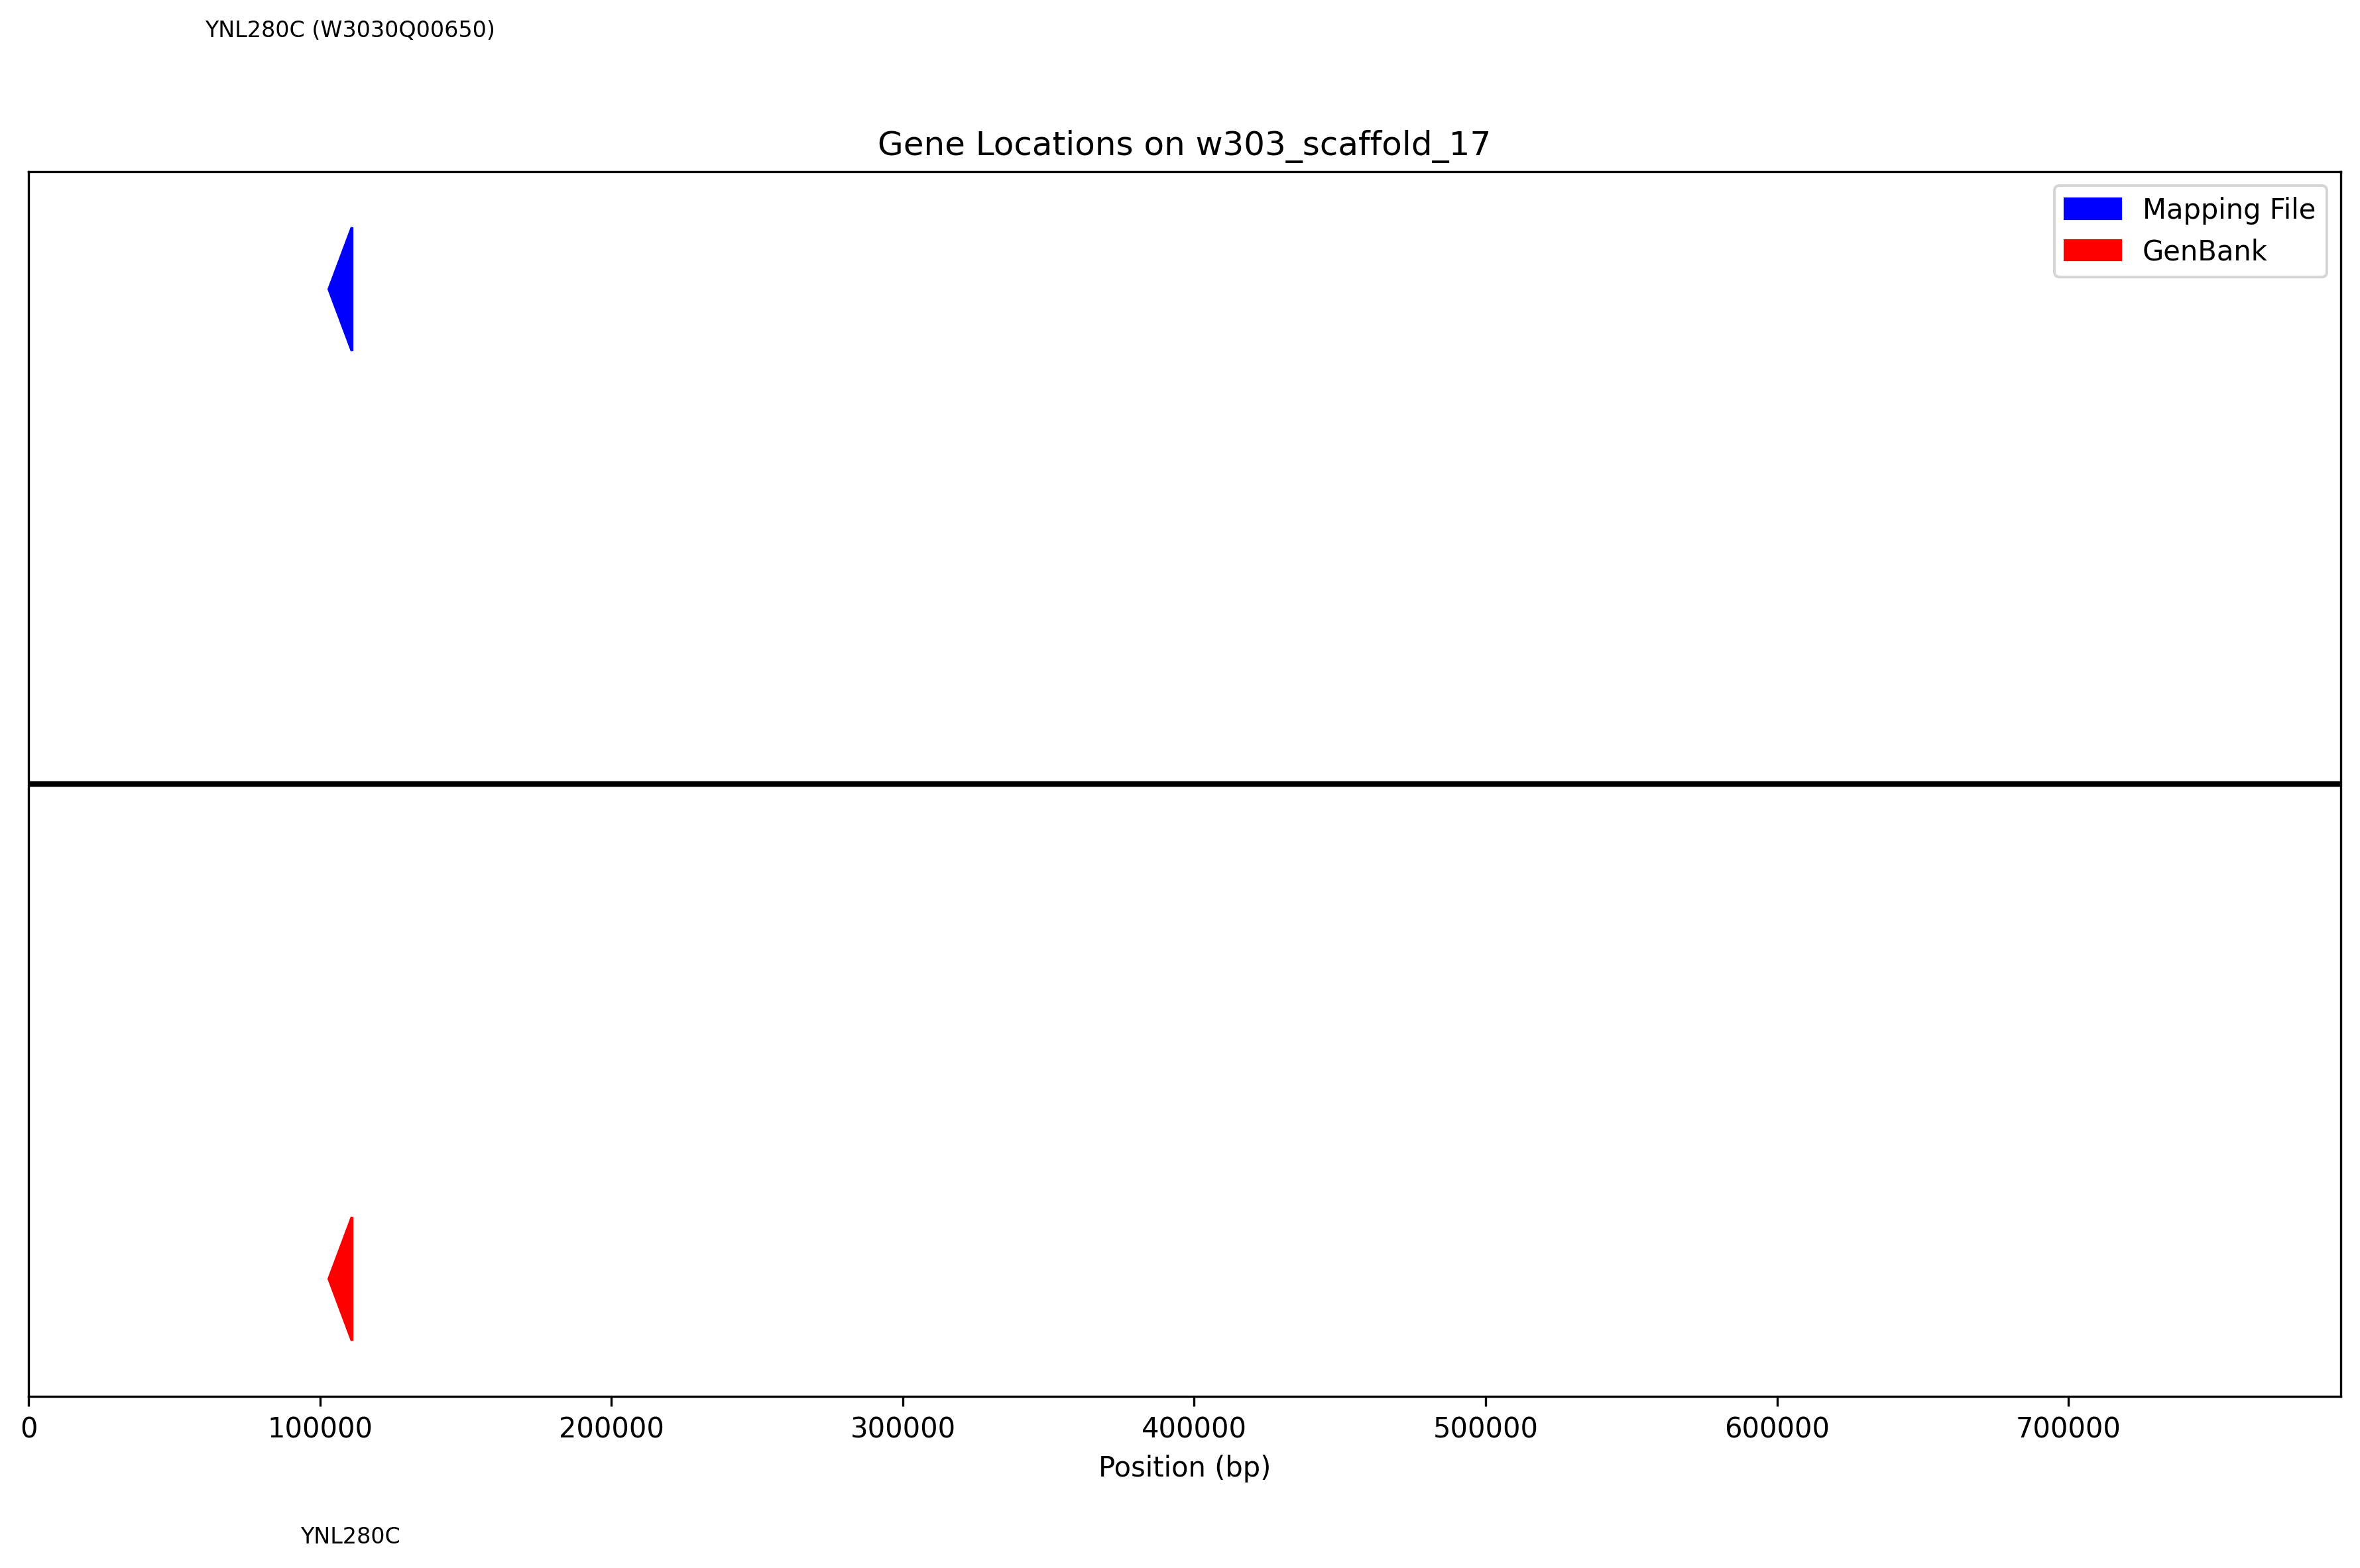 YNL280C (W3030Q00650)
Gene Locations on w303_scaffold_17
Mapping File
GenBank
0 100000 200000 300000 400000 500000 600000 700000
Position (bp)
YNL280C